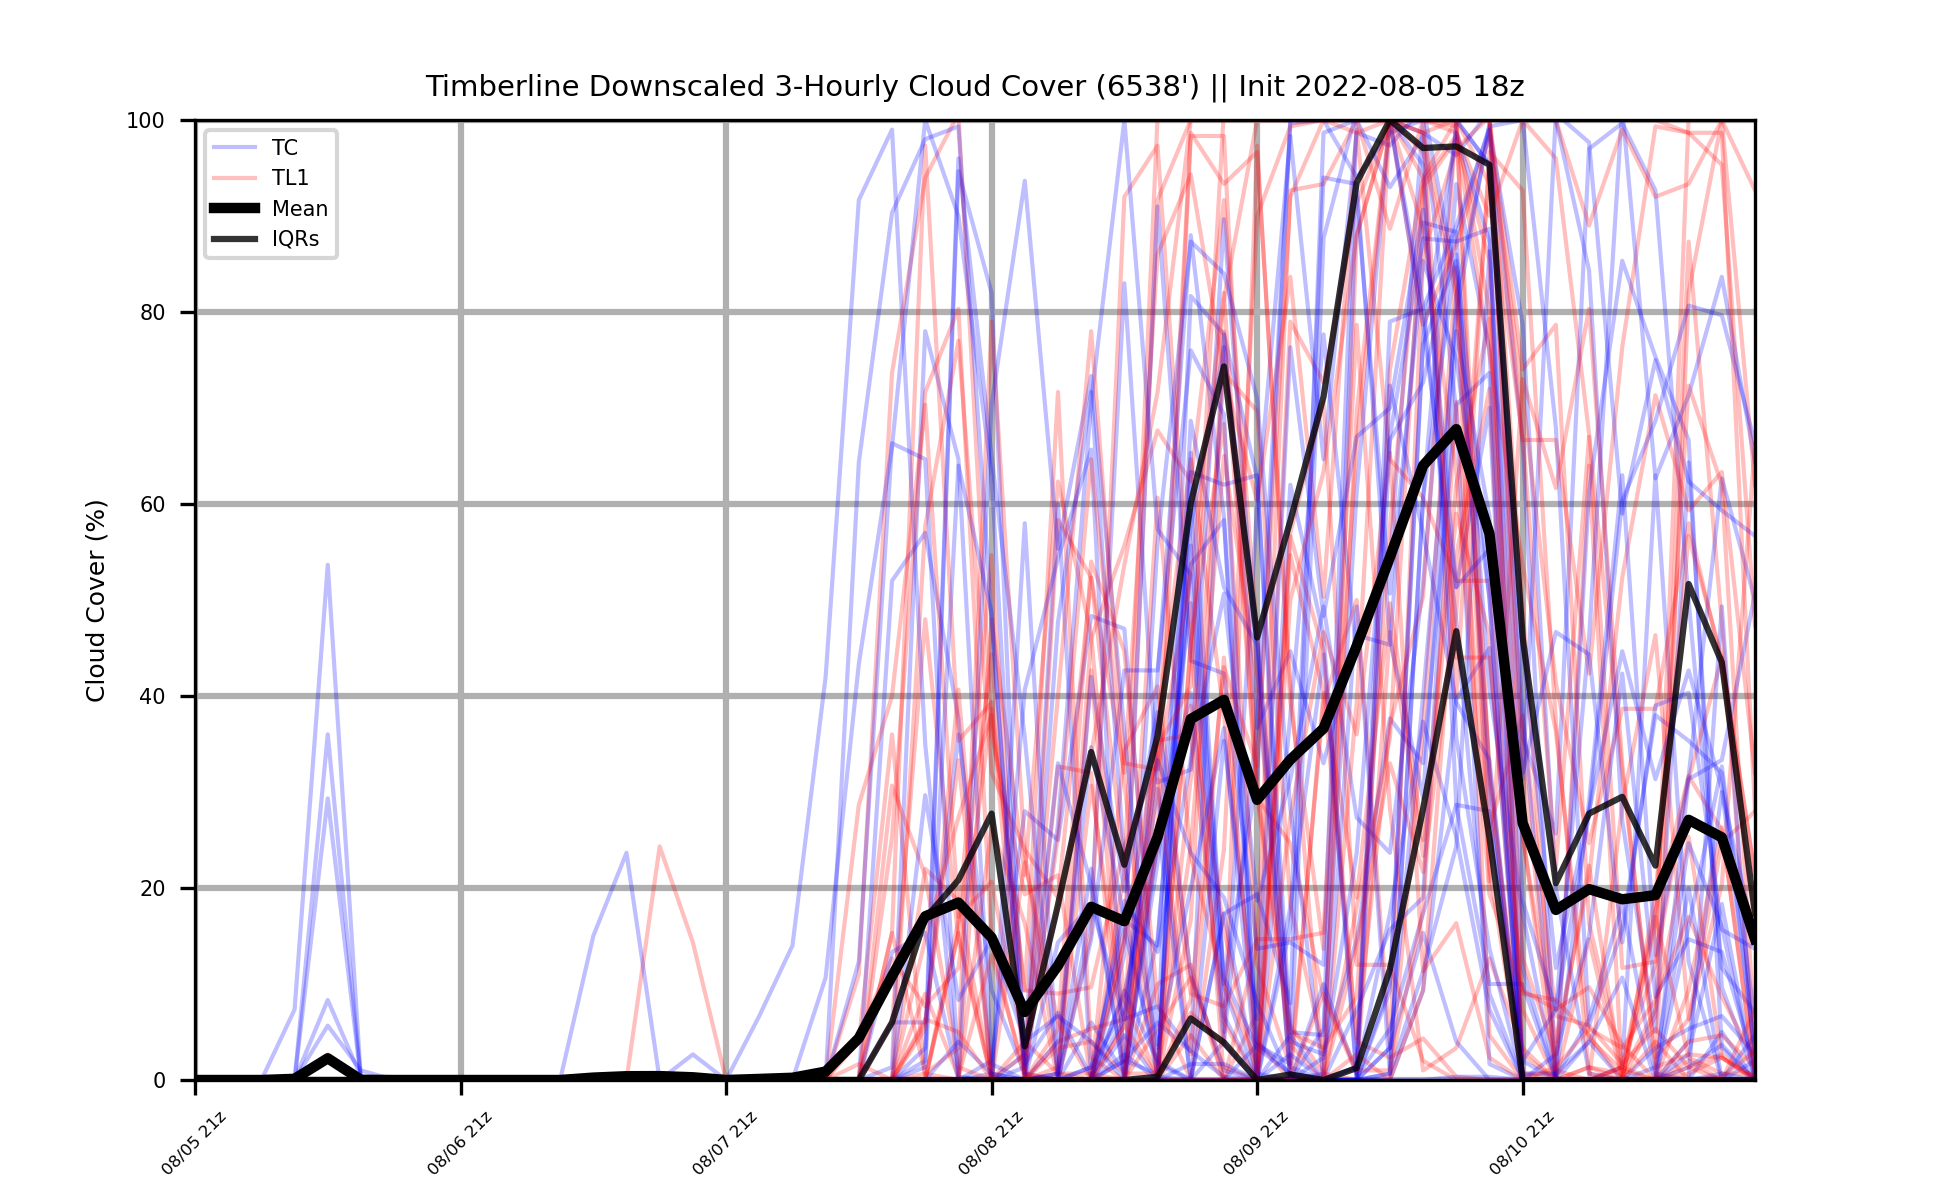 Timberline Downscaled 3-Hourly Cloud Cover (6538') || Init 2022-08-05 18z
TC
TL1
Mean
IQRs
Cloud Cover (%)
100
80
60
40
20
0
08/05 21z
08/06 21z
08/07 21z
08/08 21z
08/09 21z
08/10 21z